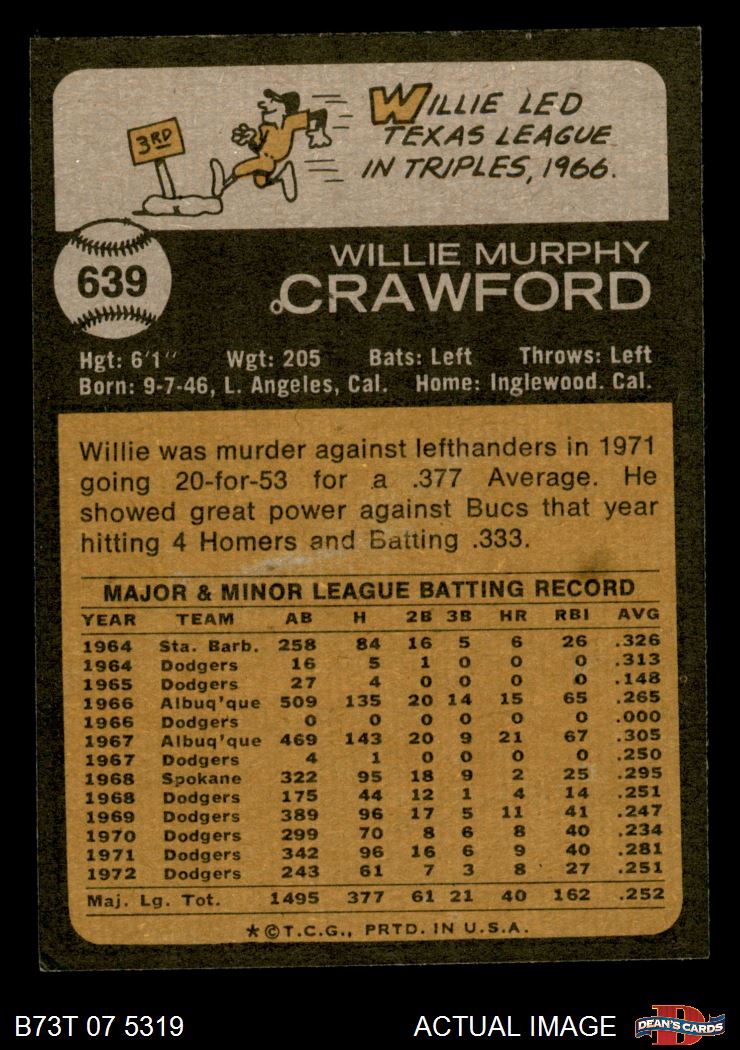 3RD
WILLIE LED
TEXAS LEAGUE
IN TRIPLES, 1966.
639
WILLIE MURPHY
CRAWFORD
Hgt: 6'1" Wgt: 205 Bats: Left Throws: Left
Born: 9-7-46, L. Angeles, Cal. Home: Inglewood. Cal.
Willie was murder against lefthanders in 1971
going 20-for-53 for a .377 Average. He
showed great power against Bucs that year
hitting 4 Homers and Batting .333.
MAJOR & MINOR LEAGUE BATTING RECORD
YEAR TEAM AB H 2B 3B HR RBI AVG
1964 Sta. Barb. 258 84 16 5 6 26 .326
1964 Dodgers 16 5 1 0 0 0 .313
1965 Dodgers 27 4 0 0 0 0 .148
1966 Albuq'que 509 135 20 14 15 65 .265
1966 Dodgers 0 0 0 0 0 0 .000
1967 Albuq'que 469 143 20 9 21 67 .305
1967 Dodgers 4 1 0 0 0 0 .250
1968 Spokane 322 95 18 9 2 25 .295
1968 Dodgers 175 44 12 1 4 14 .251
1969 Dodgers 389 96 17 5 11 41 .247
1970 Dodgers 299 70 8 6 8 40 .234
1971 Dodgers 342 96 16 6 9 40 .281
1972 Dodgers 243 61 7 3 8 27 .251
Maj. Lg. Tot. 1495 377 61 21 40 162 .252
*©T.C.G., PRTD. IN U.S.A.
B73T 07 5319 ACTUAL IMAGE
D
DEAN'S CARDS